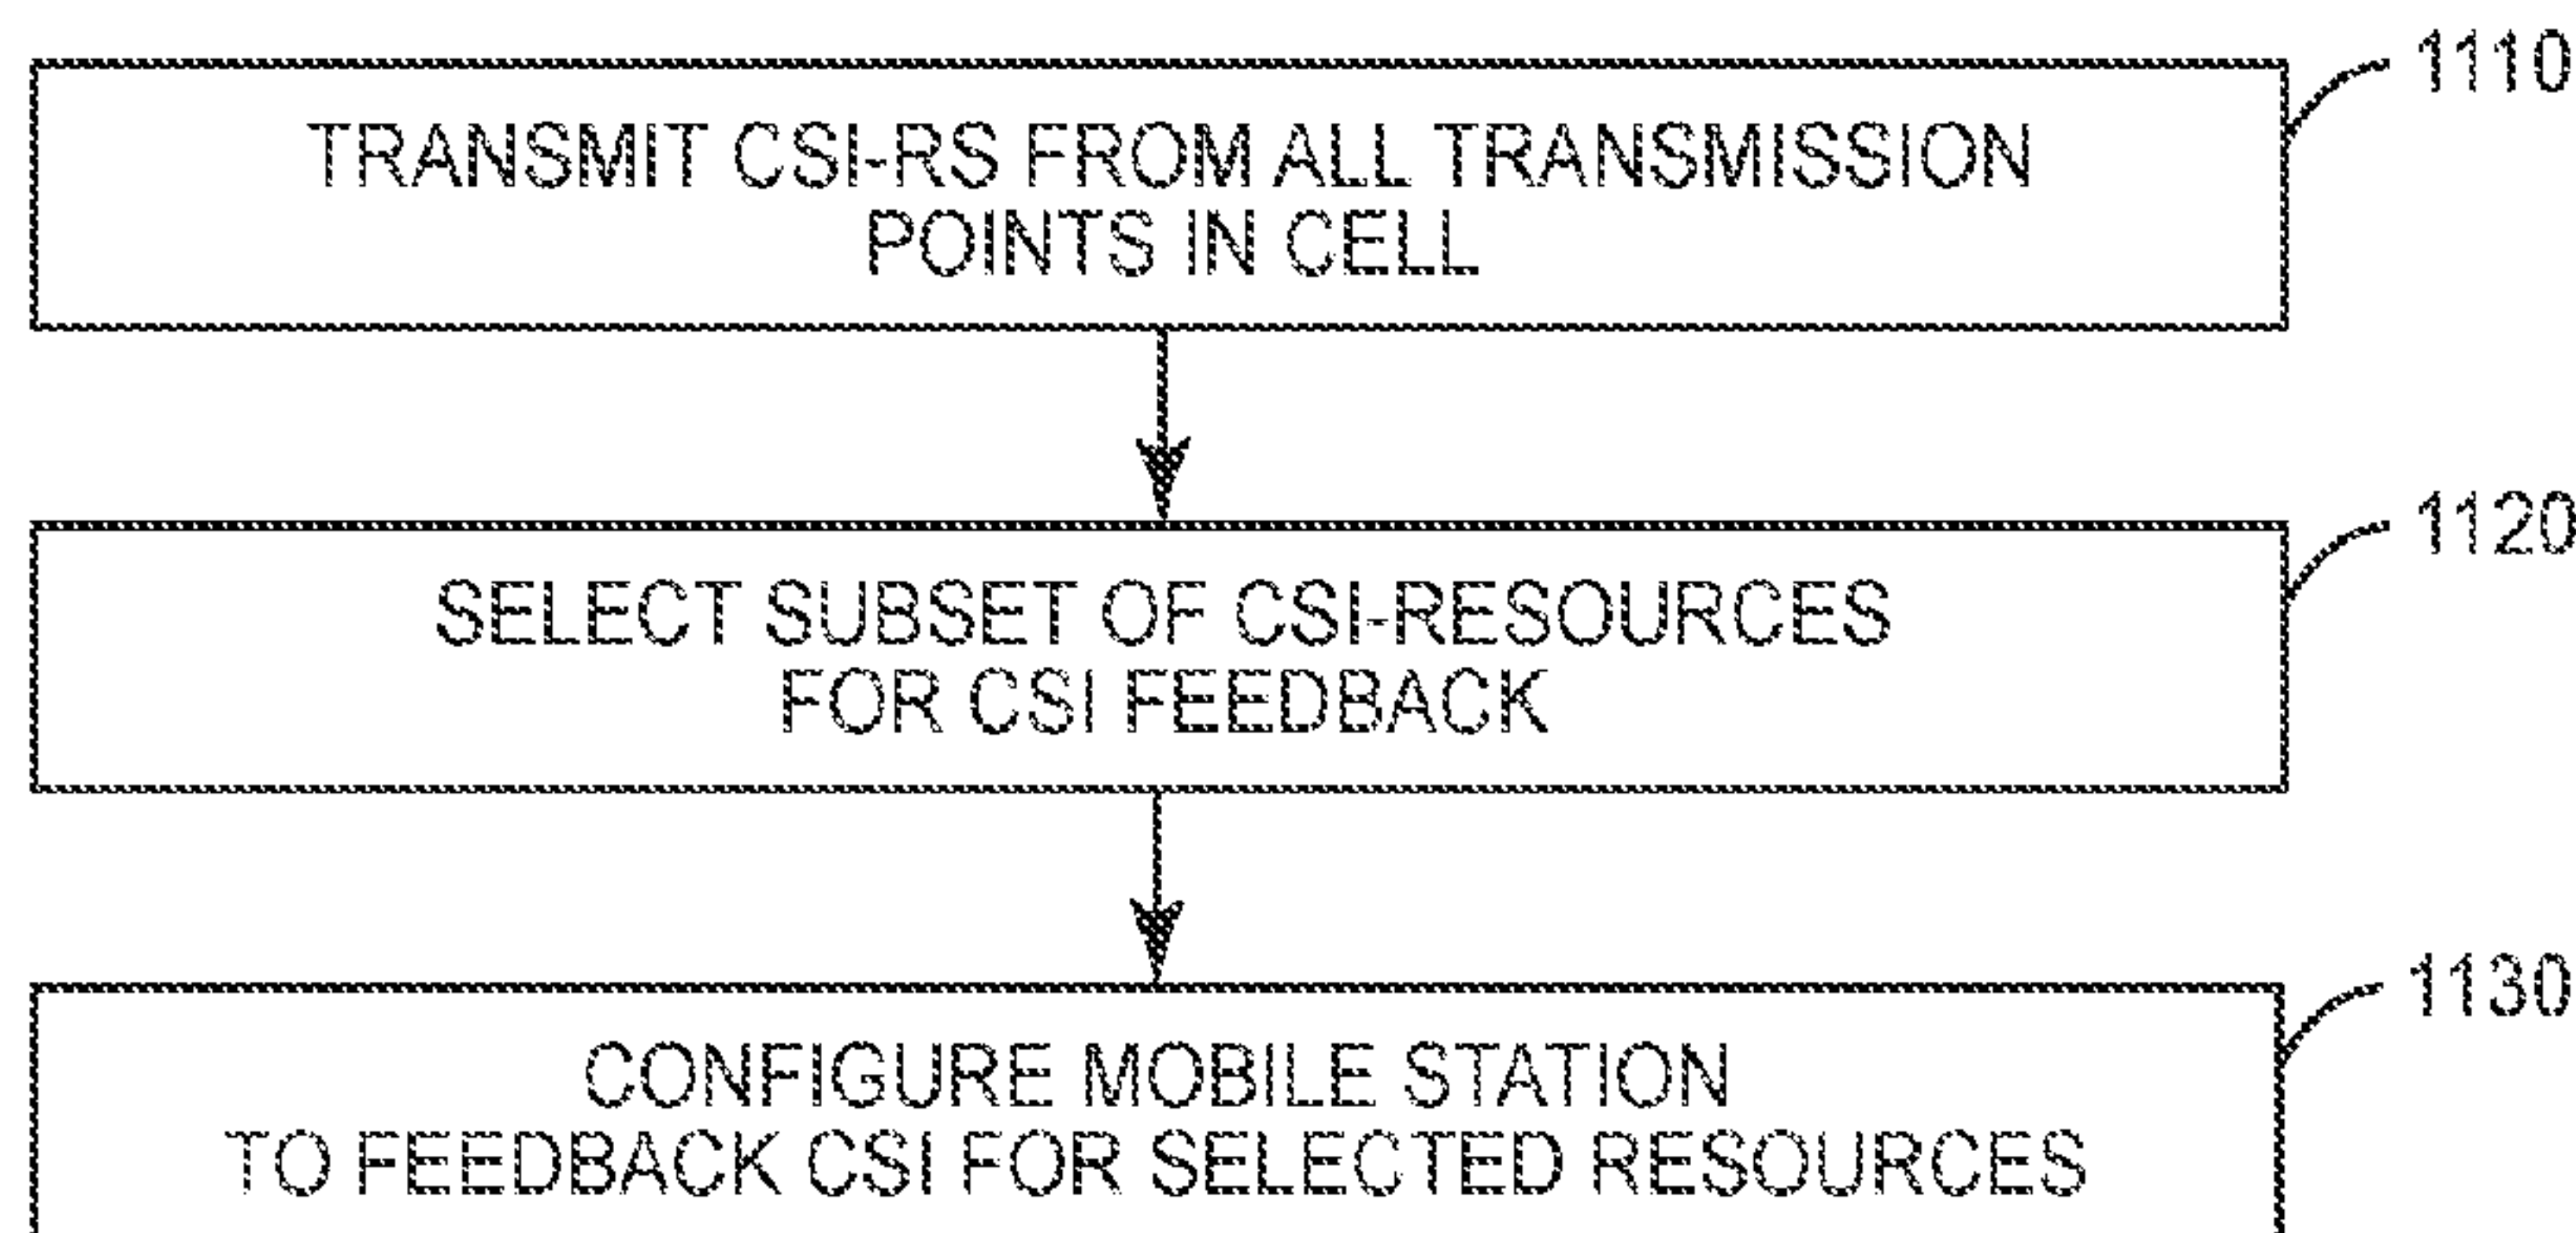 1110
TRANSMIT CSI-RS FROM ALL TRANSMISSION
POINTS IN CELL
1120
SELECT SUBSET OF CSI-RESOURCES
FOR CSI FEEDBACK
1130
CONFIGURE MOBILE STATION
TO FEEDBACK CSI FOR SELECTED RESOURCES